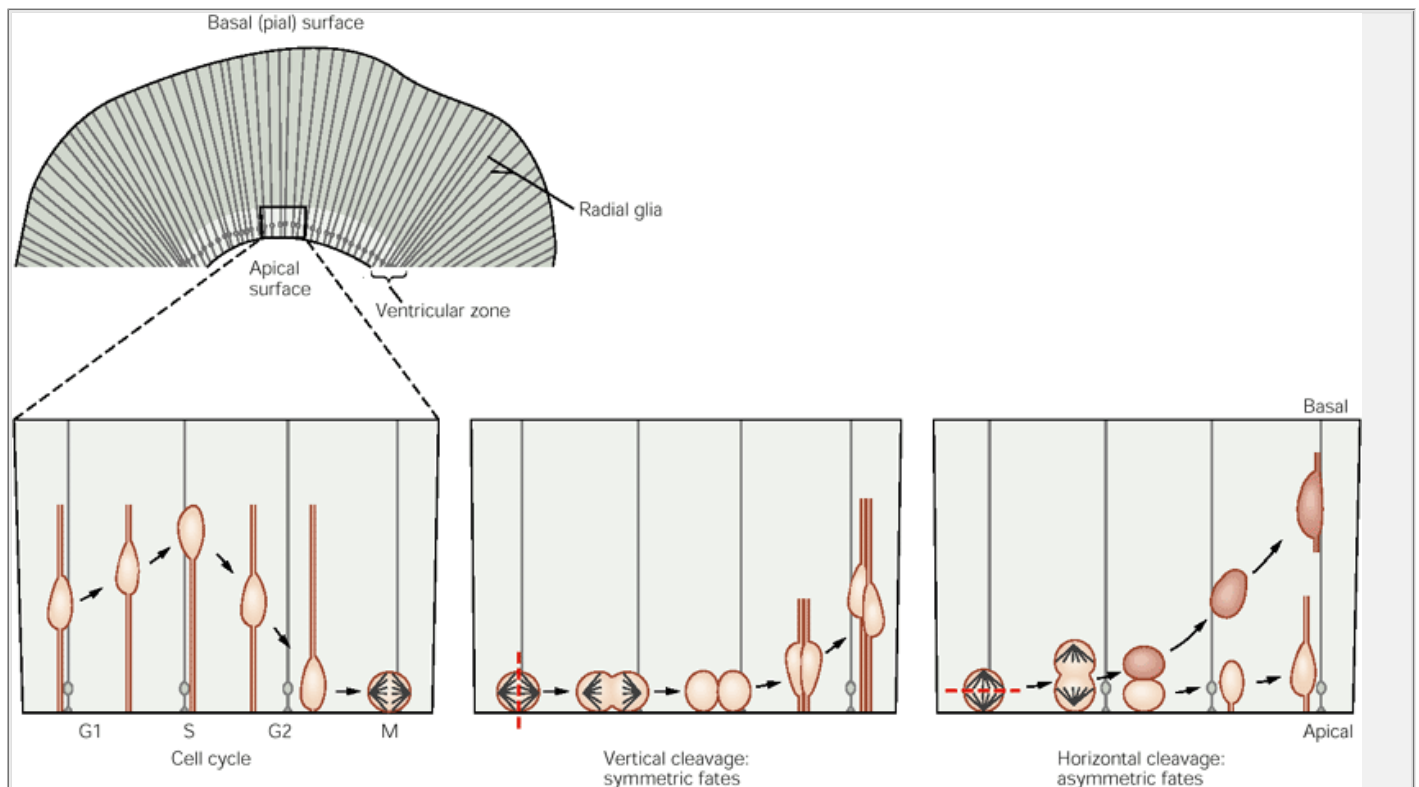 Basal (pial) surface
Radial glia
Apical
surface
Ventricular zone
Basal
G1 S G2 M
Cell cycle
Vertical cleavage:
symmetric fates
Apical
Horizontal cleavage:
asymmetric fates